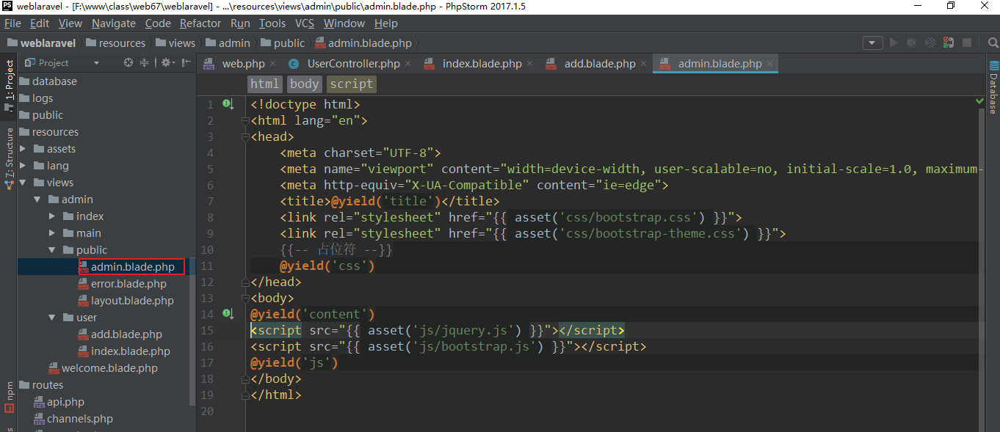 weblaravel - [F:\www\class\web67\weblaravel] - ...\resources\views\admin\public\admin.blade.php - PhpStorm 2017.1.5
File Edit View Navigate Code Refactor Run Tools VCS Window Help
weblaravel resources views admin public admin.blade.php
Project
web.php UserController.php index.blade.php add.blade.php admin.blade.php
html body script
1: Project
Z: Structure
npm
Database
database
logs
public
resources
assets
lang
views
admin
index
main
public
admin.blade.php
error.blade.php
layout.blade.php
user
add.blade.php
index.blade.php
welcome.blade.php
routes
api.php
channels.php
1 <!doctype html>
2 <html lang="en">
3 <head>
4 <meta charset="UTF-8">
5 <meta name="viewport" content="width=device-width, user-scalable=no, initial-scale=1.0, maximum-
6 <meta http-equiv="X-UA-Compatible" content="ie=edge">
7 <title>@yield('title')</title>
8 <link rel="stylesheet" href="{{ asset('css/bootstrap.css') }}">
9 <link rel="stylesheet" href="{{ asset('css/bootstrap-theme.css') }}">
10 {{-- 占位符 --}}
11 @yield('css')
12 </head>
13 <body>
14 @yield('content')
15 <script src="{{ asset('js/jquery.js') }}"></script>
16 <script src="{{ asset('js/bootstrap.js') }}"></script>
17 @yield('js')
18 </body>
19 </html>
20